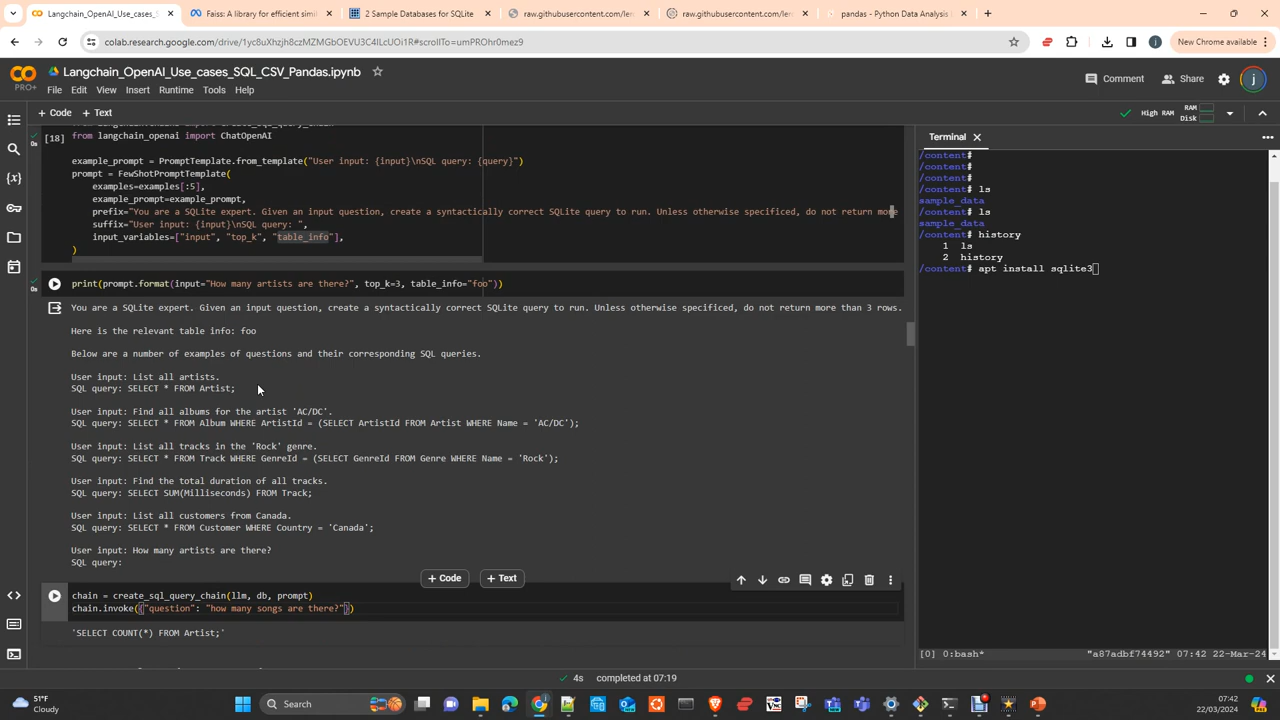 Langchain_OpenAI_Use_cases
Faiss: A library for efficient simi
2 Sample Databases for SQLite
raw.githubusercontent.com/ler
raw.githubusercontent.com/ler
pandas - Python Data Analysis
colab.research.google.com/drive/1yc8uXhzjh8czMZMGbOEVU3C4ILcUOi1R#scrollTo=umPROhr0mez9
New Chrome available
CO
PRO+
Langchain_OpenAI_Use_cases_SQL_CSV_Pandas.ipynb
File Edit View Insert Runtime Tools Help
Comment Share j
+ Code + Text
High RAM RAM Disk
[18] from langchain_openai import ChatOpenAI
0s
example_prompt = PromptTemplate.from_template("User input: {input}\nSQL query: {query}")
prompt = FewShotPromptTemplate(
examples=examples[:5],
example_prompt=example_prompt,
prefix="You are a SQLite expert. Given an input question, create a syntactically correct SQLite query to run. Unless otherwise specificed, do not return more
suffix="User input: {input}\nSQL query: ",
input_variables=["input", "top_k", "table_info"],
)
0s
print(prompt.format(input="How many artists are there?", top_k=3, table_info="foo"))
You are a SQLite expert. Given an input question, create a syntactically correct SQLite query to run. Unless otherwise specificed, do not return more than 3 rows.
Here is the relevant table info: foo
Below are a number of examples of questions and their corresponding SQL queries.
User input: List all artists.
SQL query: SELECT * FROM Artist;
User input: Find all albums for the artist 'AC/DC'.
SQL query: SELECT * FROM Album WHERE ArtistId = (SELECT ArtistId FROM Artist WHERE Name = 'AC/DC');
User input: List all tracks in the 'Rock' genre.
SQL query: SELECT * FROM Track WHERE GenreId = (SELECT GenreId FROM Genre WHERE Name = 'Rock');
User input: Find the total duration of all tracks.
SQL query: SELECT SUM(Milliseconds) FROM Track;
User input: List all customers from Canada.
SQL query: SELECT * FROM Customer WHERE Country = 'Canada';
User input: How many artists are there?
SQL query:
+ Code + Text
chain = create_sql_query_chain(llm, db, prompt)
chain.invoke({"question": "how many songs are there?"})
'SELECT COUNT(*) FROM Artist;'
Terminal
/content#
/content#
/content#
/content# ls
sample_data
/content# ls
sample_data
/content# history
1 ls
2 history
/content# apt install sqlite3
[0] 0:bash* "a87adbf74492" 07:42 22-Mar-24
4s completed at 07:19
51°F
Cloudy
Search
07:42
22/03/2024